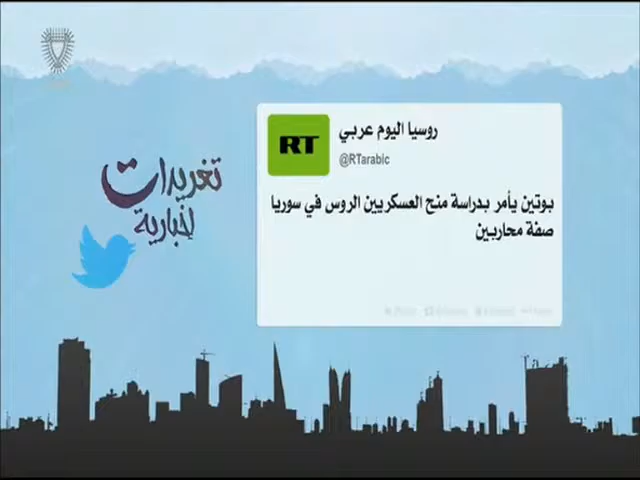 روسيا اليوم عربي
RT
@RTarabic
تغريدات
إخبارية
بوتين يأمر بدراسة منح العسكريين الروس في سوريا
صفة محاربين